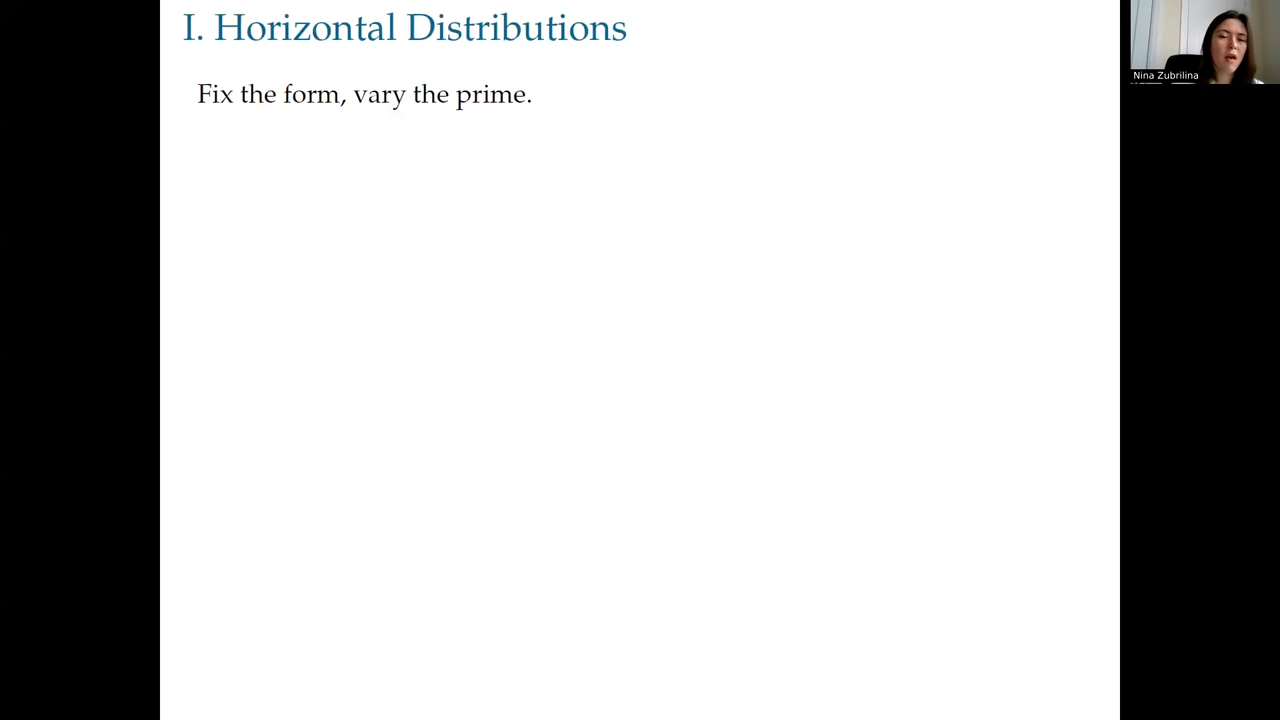 I. Horizontal Distributions
Fix the form, vary the prime.
Nina Zubrilina